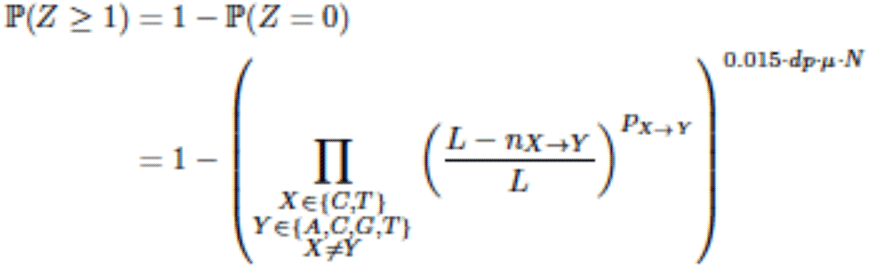 ℙ(Z ≥ 1) = 1 − ℙ(Z = 0)
= 1 − ( ∏_{X∈{C,T} Y∈{A,C,G,T} X≠Y} ( (L − n_{X→Y}) / L )^{p_{X→Y}} )^{0.015·dp·μ·N}